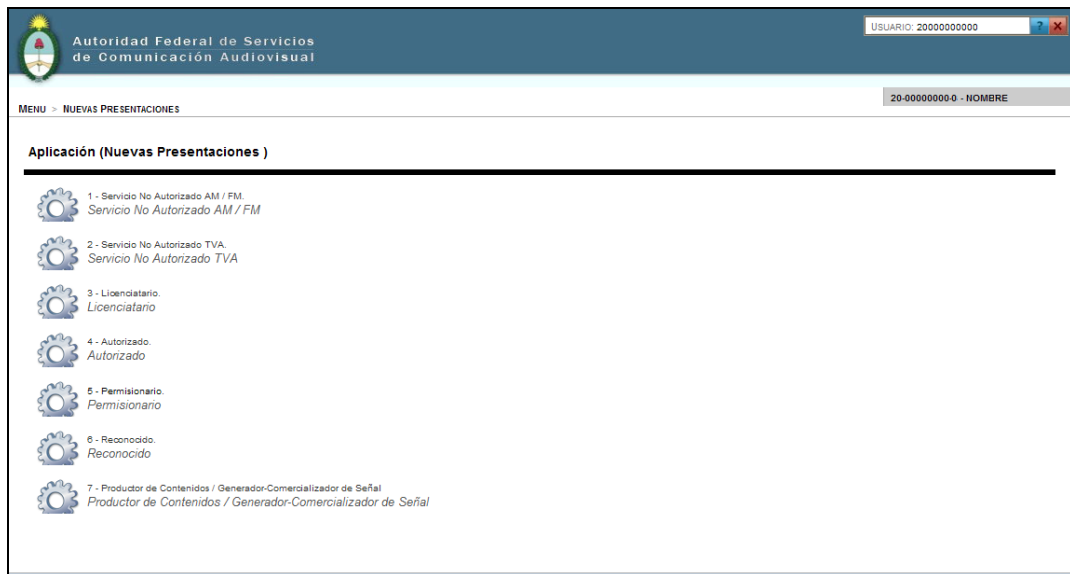 Autoridad Federal de Servicios
de Comunicación Audiovisual
USUARIO: 20000000000
?
X
20-00000000-0 - NOMBRE
MENU > NUEVAS PRESENTACIONES
Aplicación (Nuevas Presentaciones )
1 - Servicio No Autorizado AM / FM.
Servicio No Autorizado AM / FM
2 - Servicio No Autorizado TVA.
Servicio No Autorizado TVA
3 - Licenciatario.
Licenciatario
4 - Autorizado.
Autorizado
5 - Permisionario.
Permisionario
6 - Reconocido.
Reconocido
7 - Productor de Contenidos / Generador-Comercializador de Señal
Productor de Contenidos / Generador-Comercializador de Señal